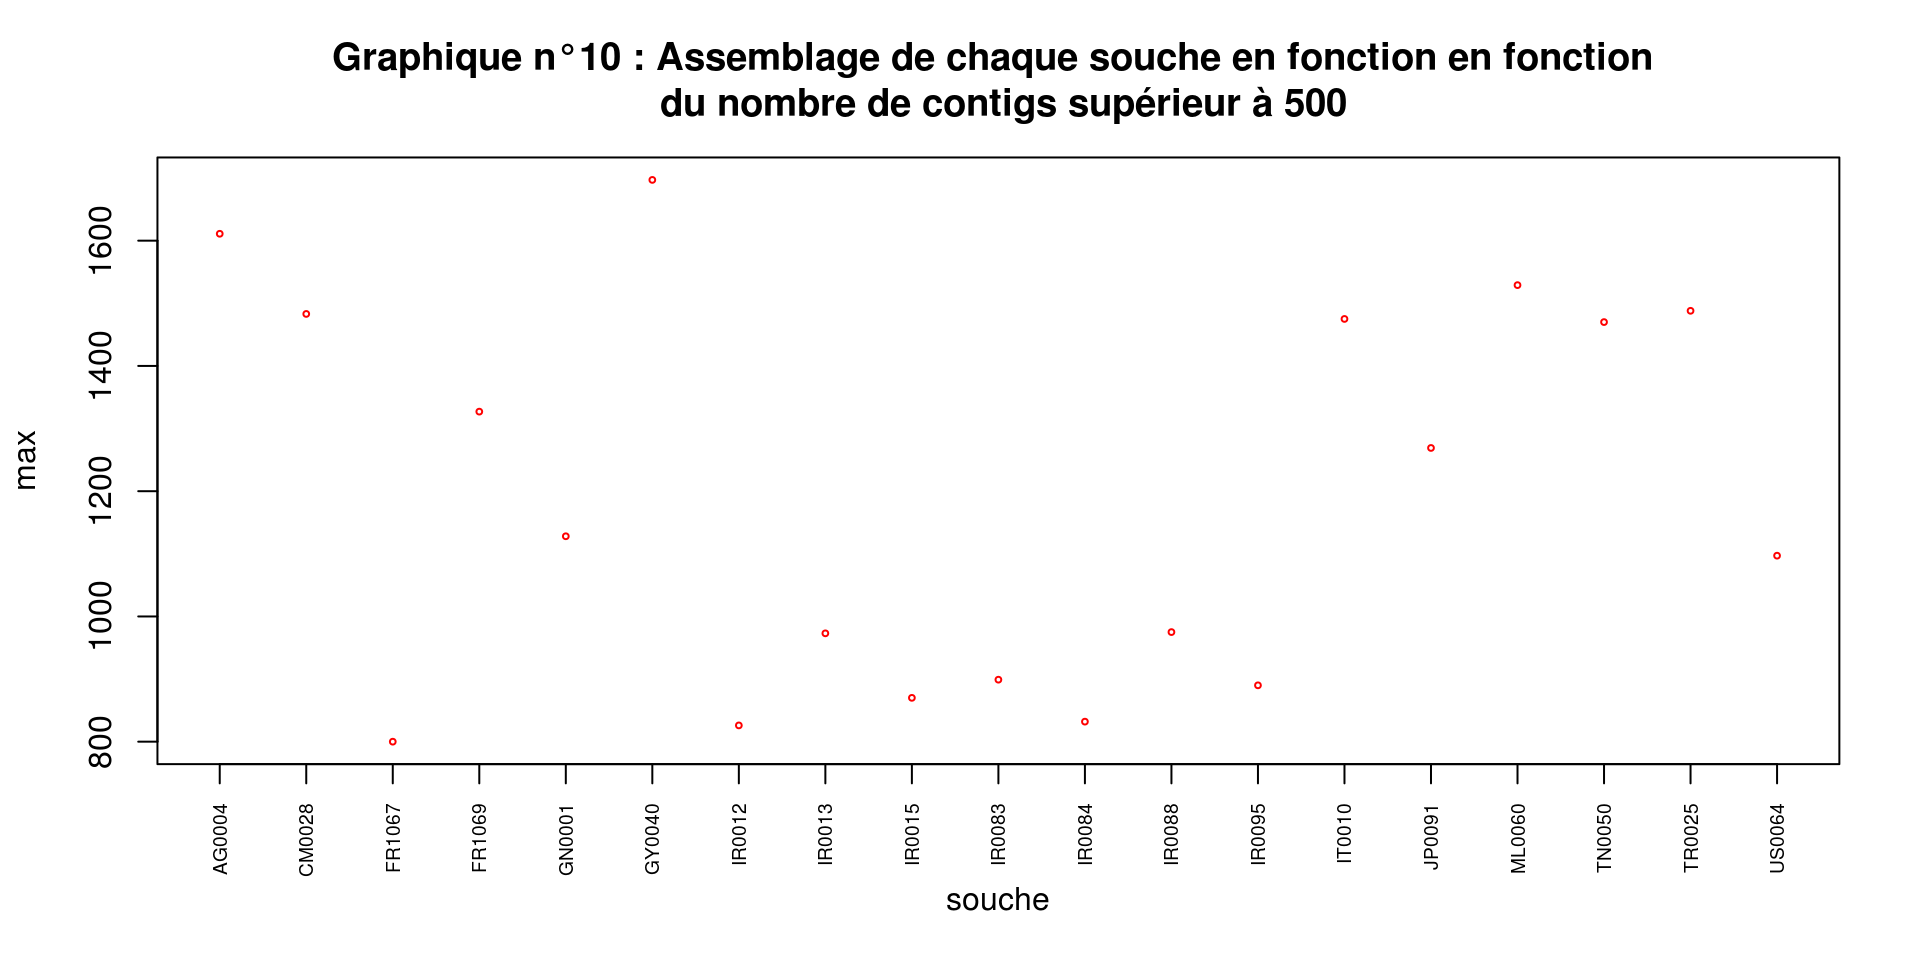 Graphique n°10 : Assemblage de chaque souche en fonction en fonction
du nombre de contigs supérieur à 500
max
1600
1400
1200
1000
800
AG0004 CM0028 FR1067 FR1069 GN0001 GY0040 IR0012 IR0013 IR0015 IR0083 IR0084 IR0088 IR0095 IT0010 JP0091 ML0060 TN0050 TR0025 US0064
souche